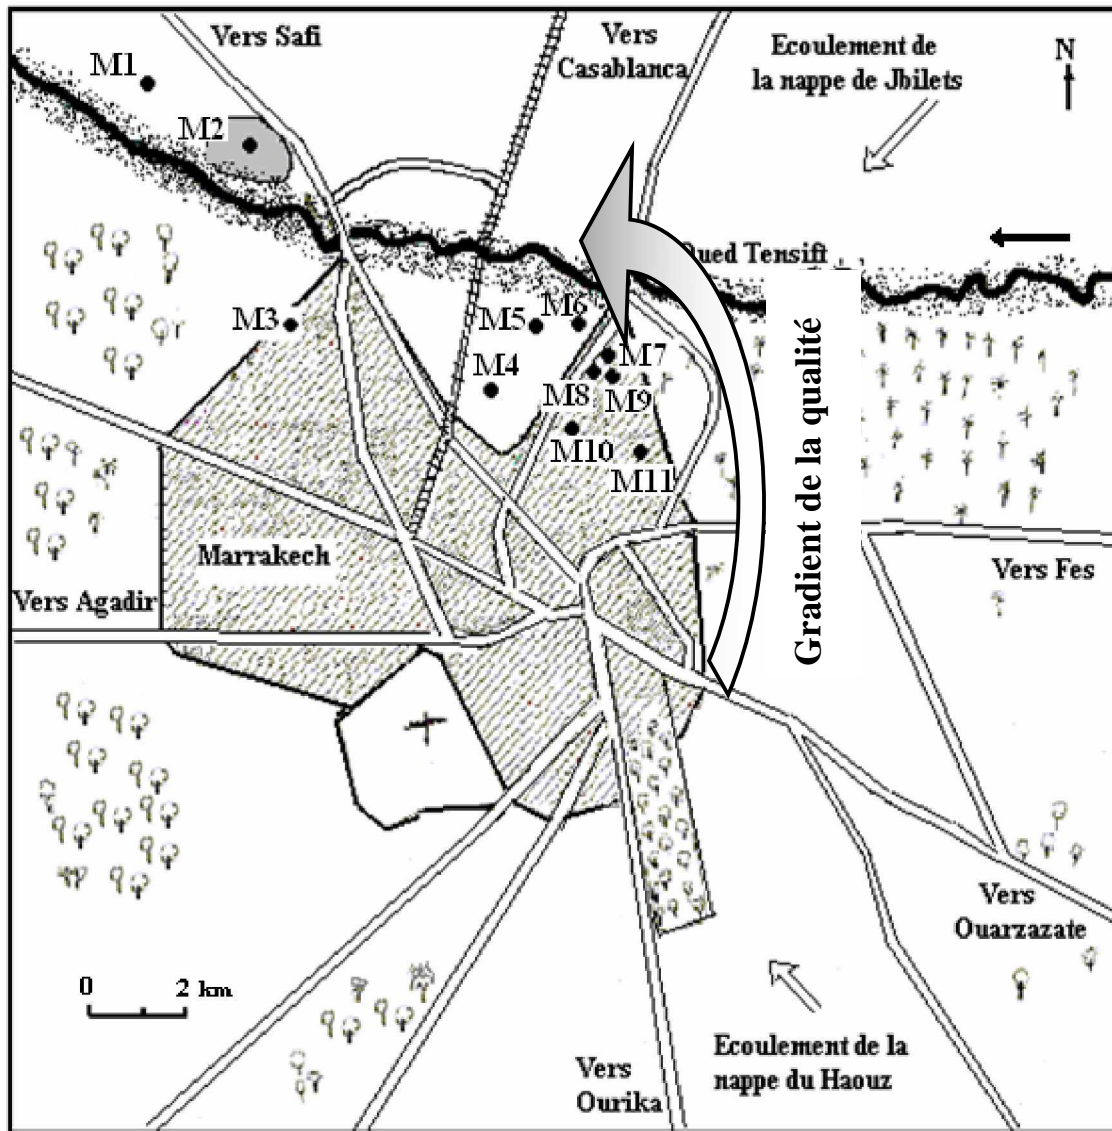 Vers Safi
Vers
Casablanca
Ecoulement de
la nappe de Jbilets
N
M1
M2
Oued Tensift
M3
M5
M6
M4
M7
M8
M9
M10
M11
Gradient de la qualité
Marrakech
Vers Agadir
Vers Fes
Vers
Ouarzazate
0 2 km
Ecoulement de la
nappe du Haouz
Vers
Ourika